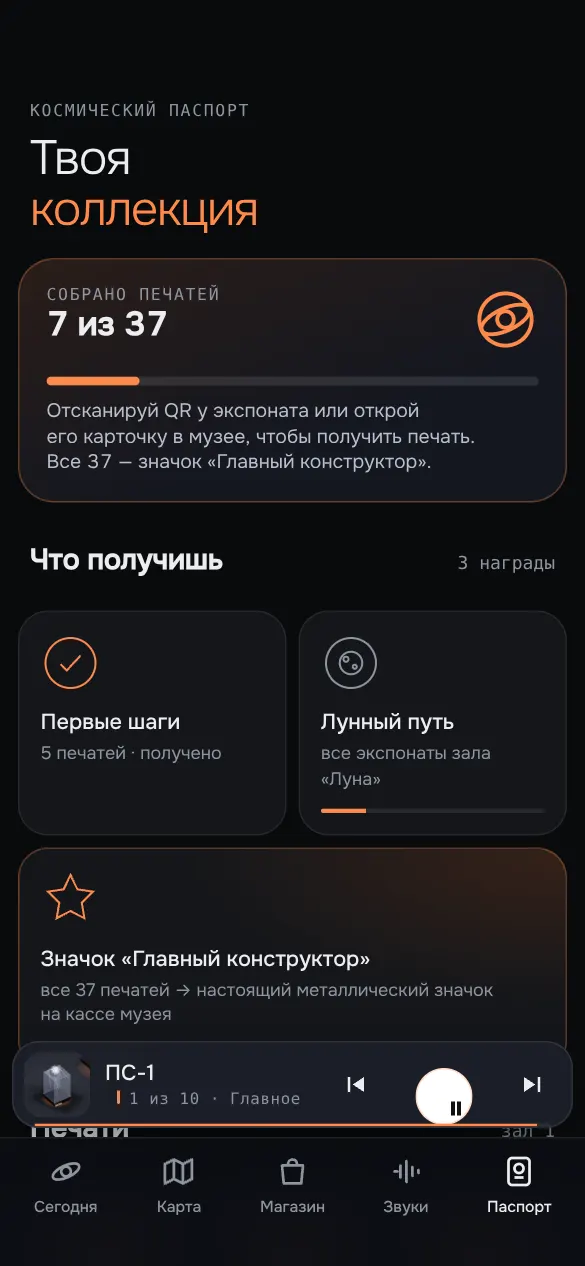 КОСМИЧЕСКИЙ ПАСПОРТ
Твоя
коллекция
СОБРАНО ПЕЧАТЕЙ
7 из 37
Отсканируй QR у экспоната или открой
его карточку в музее, чтобы получить печать.
Все 37 — значок «Главный конструктор».
Что получишь
3 награды
Первые шаги
5 печатей · получено
Лунный путь
все экспонаты зала
«Луна»
Значок «Главный конструктор»
все 37 печатей → настоящий металлический значок
на кассе музея
ПС-1
1 из 10 · Главное
Печати
зал 1
Сегодня
Карта
Магазин
Звуки
Паспорт